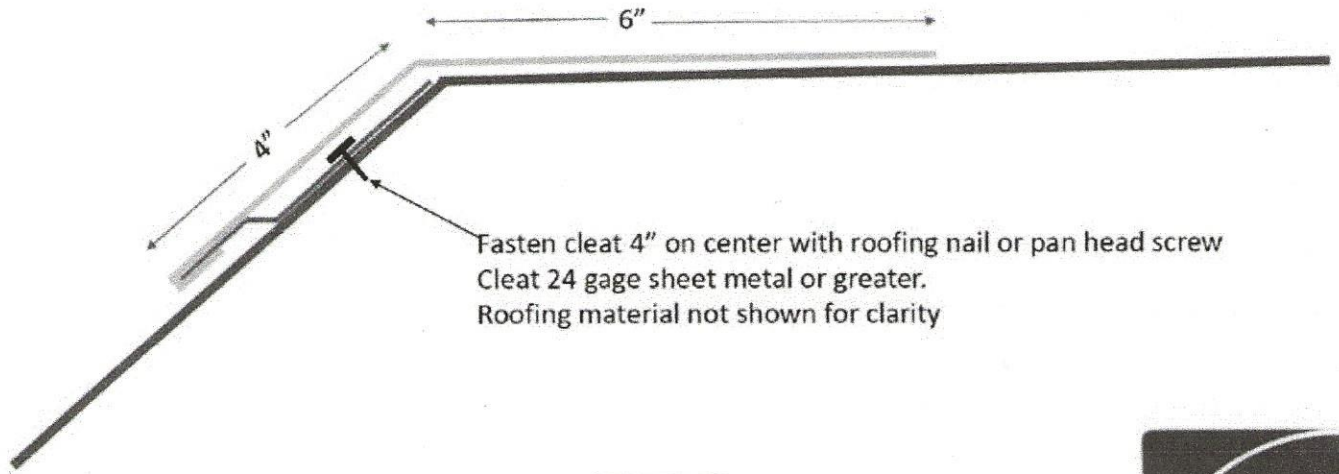 6”
4”
Fasten cleat 4” on center with roofing nail or pan head screw
Cleat 24 gage sheet metal or greater.
Roofing material not shown for clarity